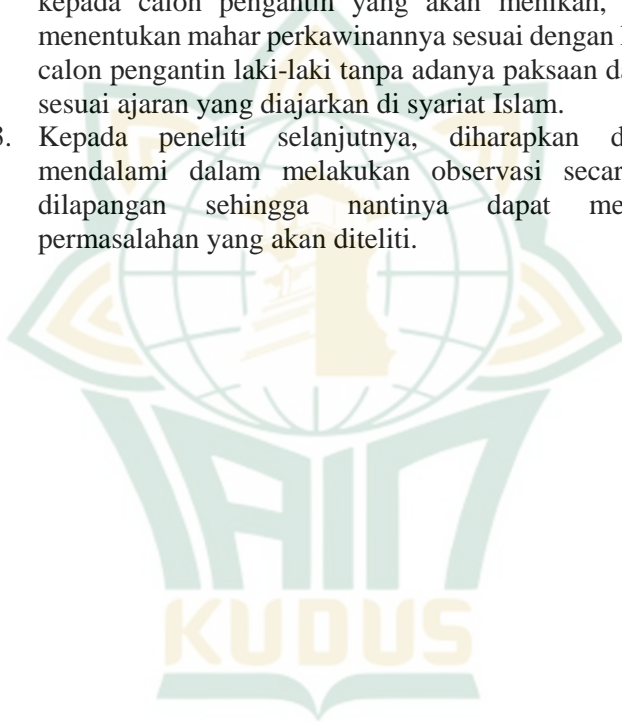 kepada calon pengantin yang akan menikah,
menentukan mahar perkawinannya sesuai dengan
calon pengantin laki-laki tanpa adanya paksaan
sesuai ajaran yang diajarkan di syariat Islam.
3. Kepada peneliti selanjutnya, diharapkan
mendalami dalam melakukan observasi
dilapangan sehingga nantinya dapat
permasalahan yang akan diteliti.
IAIN
KUDUS